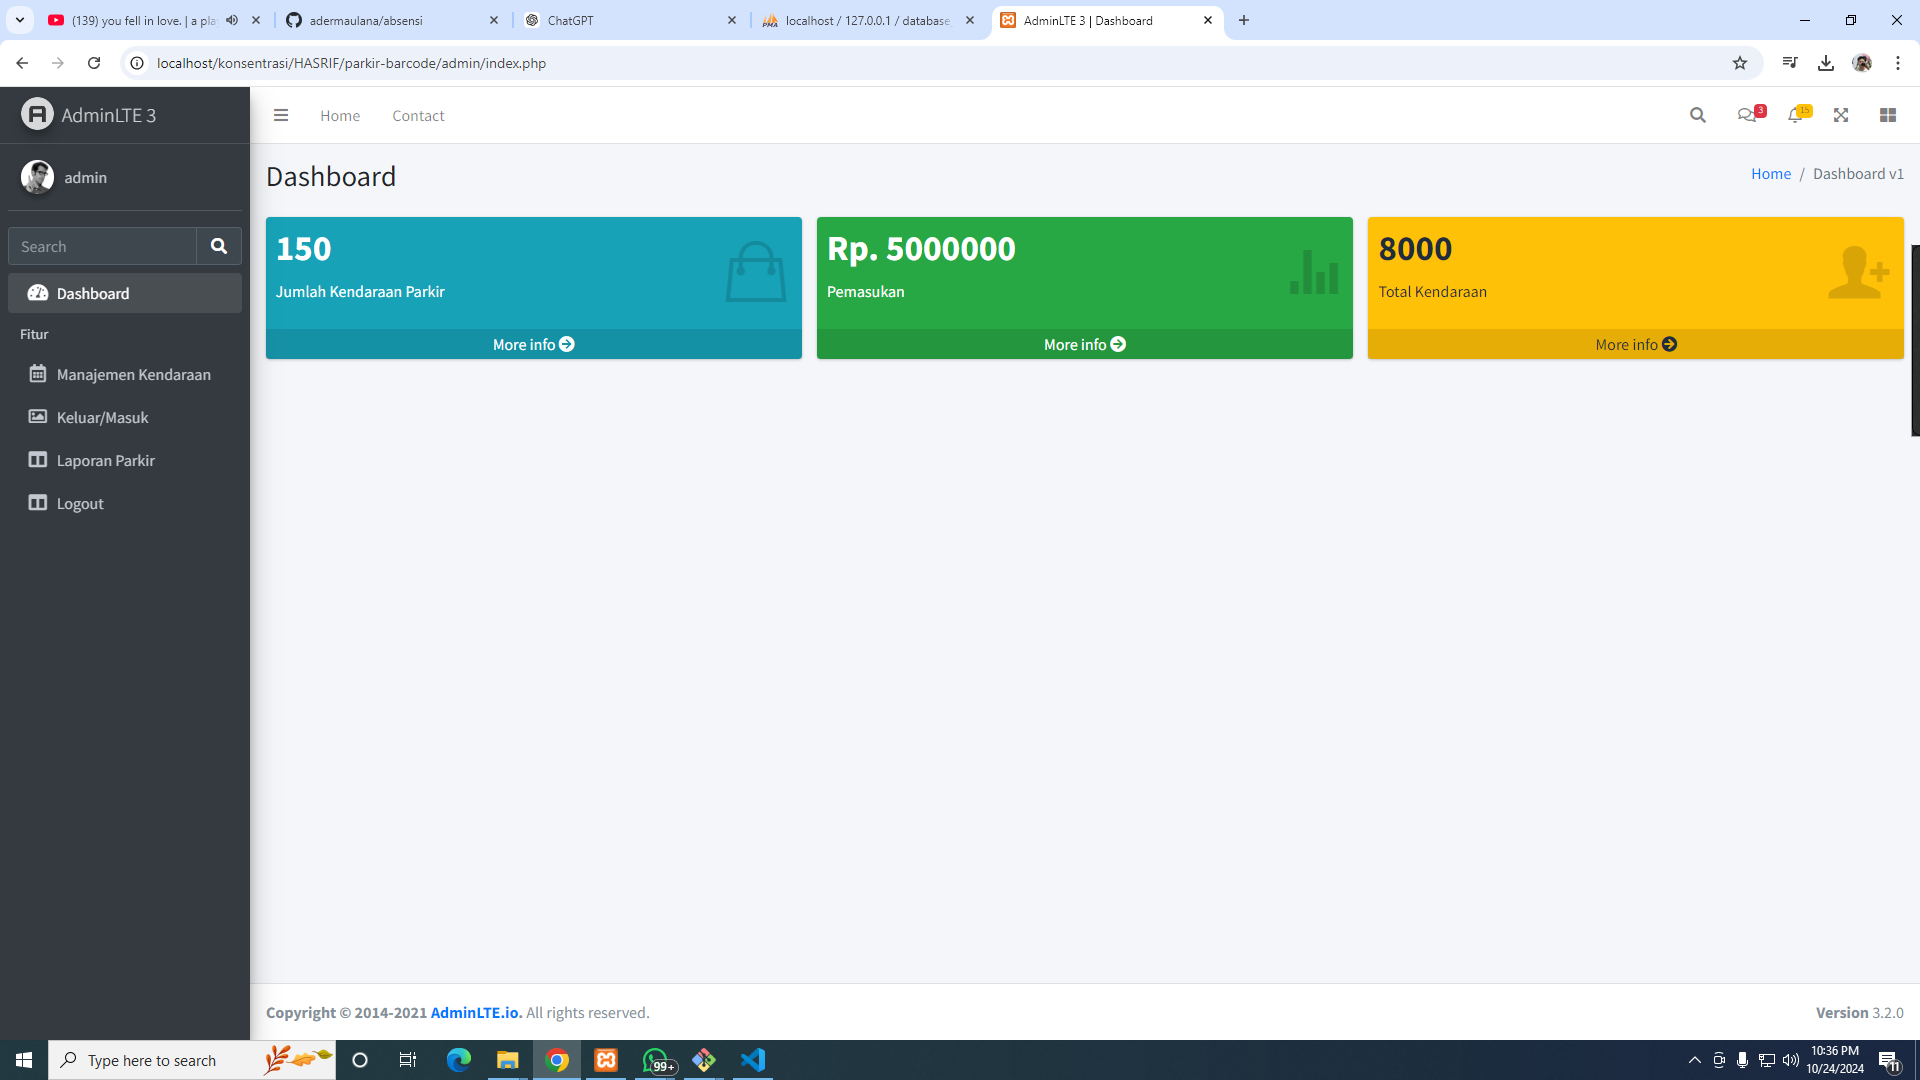 (139) you fell in love. | a pla
adermaulana/absensi
ChatGPT
localhost / 127.0.0.1 / database
AdminLTE 3 | Dashboard
localhost/konsentrasi/HASRIF/parkir-barcode/admin/index.php
AdminLTE 3
Home
Contact
3
15
admin
Dashboard
Home / Dashboard v1
Search
Dashboard
Fitur
Manajemen Kendaraan
Keluar/Masuk
Laporan Parkir
Logout
150
Jumlah Kendaraan Parkir
More info
Rp. 5000000
Pemasukan
More info
8000
Total Kendaraan
More info
Copyright © 2014-2021 AdminLTE.io. All rights reserved.
Version 3.2.0
Type here to search
99+
10:36 PM
10/24/2024
11